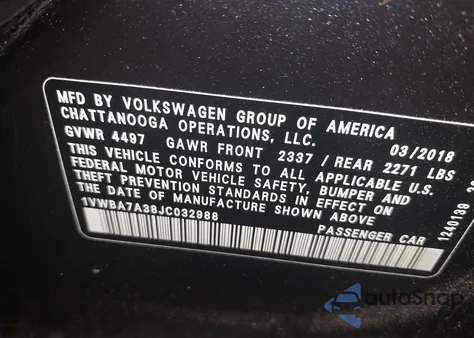 MFD BY VOLKSWAGEN GROUP OF AMERICA
CHATTANOOGA OPERATIONS, LLC. 03/2018
GVWR 4497 GAWR FRONT 2337 / REAR 2271 LBS
THIS VEHICLE CONFORMS TO ALL APPLICABLE U.S.
FEDERAL MOTOR VEHICLE SAFETY, BUMPER AND
THEFT PREVENTION STANDARDS IN EFFECT ON
THE DATE OF MANUFACTURE SHOWN ABOVE
1VWBA7A38JC032988 PASSENGER CAR
1240139
autoSnap